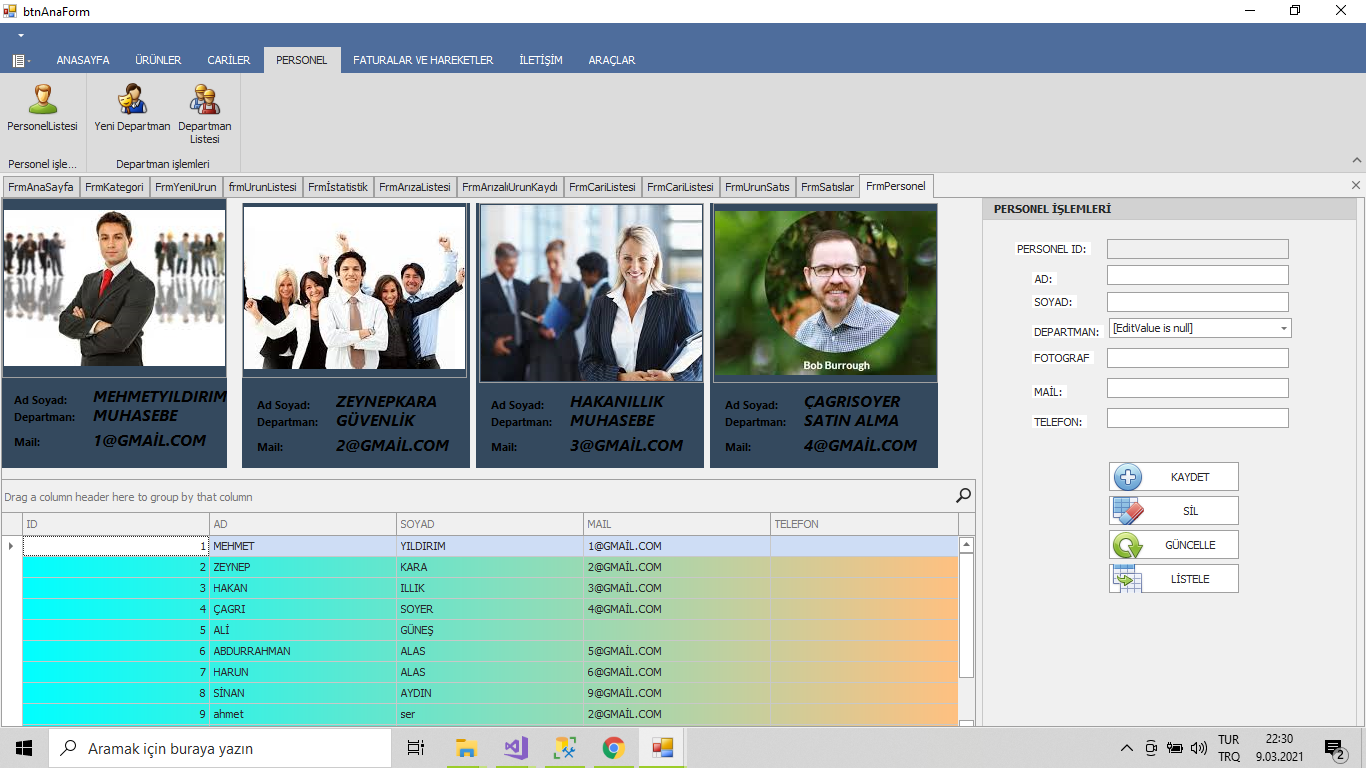 btnAnaForm
ANASAYFA ÜRÜNLER CARİLER PERSONEL FATURALAR VE HAREKETLER İLETİŞİM ARAÇLAR
PersonelListesi Yeni Departman Departman
Listesi
Personel işle... Departman işlemleri
FrmAnaSayfa FrmKategori FrmYeniUrun frmUrunListesi Frmİstatistik FrmArızaListesi FrmArızalıUrunKaydı FrmCariListesi FrmCariListesi FrmUrunSatıs FrmSatıslar FrmPersonel
Bob Burrough
Ad Soyad: MEHMETYILDIRIM
Departman: MUHASEBE
Mail: 1@GMAİL.COM
Ad Soyad: ZEYNEPKARA
Departman: GÜVENLİK
Mail: 2@GMAİL.COM
Ad Soyad: HAKANILLIK
Departman: MUHASEBE
Mail: 3@GMAİL.COM
Ad Soyad: ÇAGRISOYER
Departman: SATIN ALMA
Mail: 4@GMAİL.COM
Drag a column header here to group by that column
ID AD SOYAD MAIL TELEFON
1 MEHMET YILDIRIM 1@GMAİL.COM
2 ZEYNEP KARA 2@GMAİL.COM
3 HAKAN ILLIK 3@GMAİL.COM
4 ÇAGRI SOYER 4@GMAİL.COM
5 ALİ GÜNEŞ
6 ABDURRAHMAN ALAS 5@GMAİL.COM
7 HARUN ALAS 6@GMAİL.COM
8 SİNAN AYDIN 9@GMAİL.COM
9 ahmet ser 2@GMAİL.COM
PERSONEL İŞLEMLERİ
PERSONEL ID:
AD:
SOYAD:
DEPARTMAN: [EditValue is null]
FOTOGRAF
MAİL:
TELEFON:
KAYDET
SİL
GÜNCELLE
LİSTELE
Aramak için buraya yazın
TUR 22:30
TRQ 9.03.2021
2